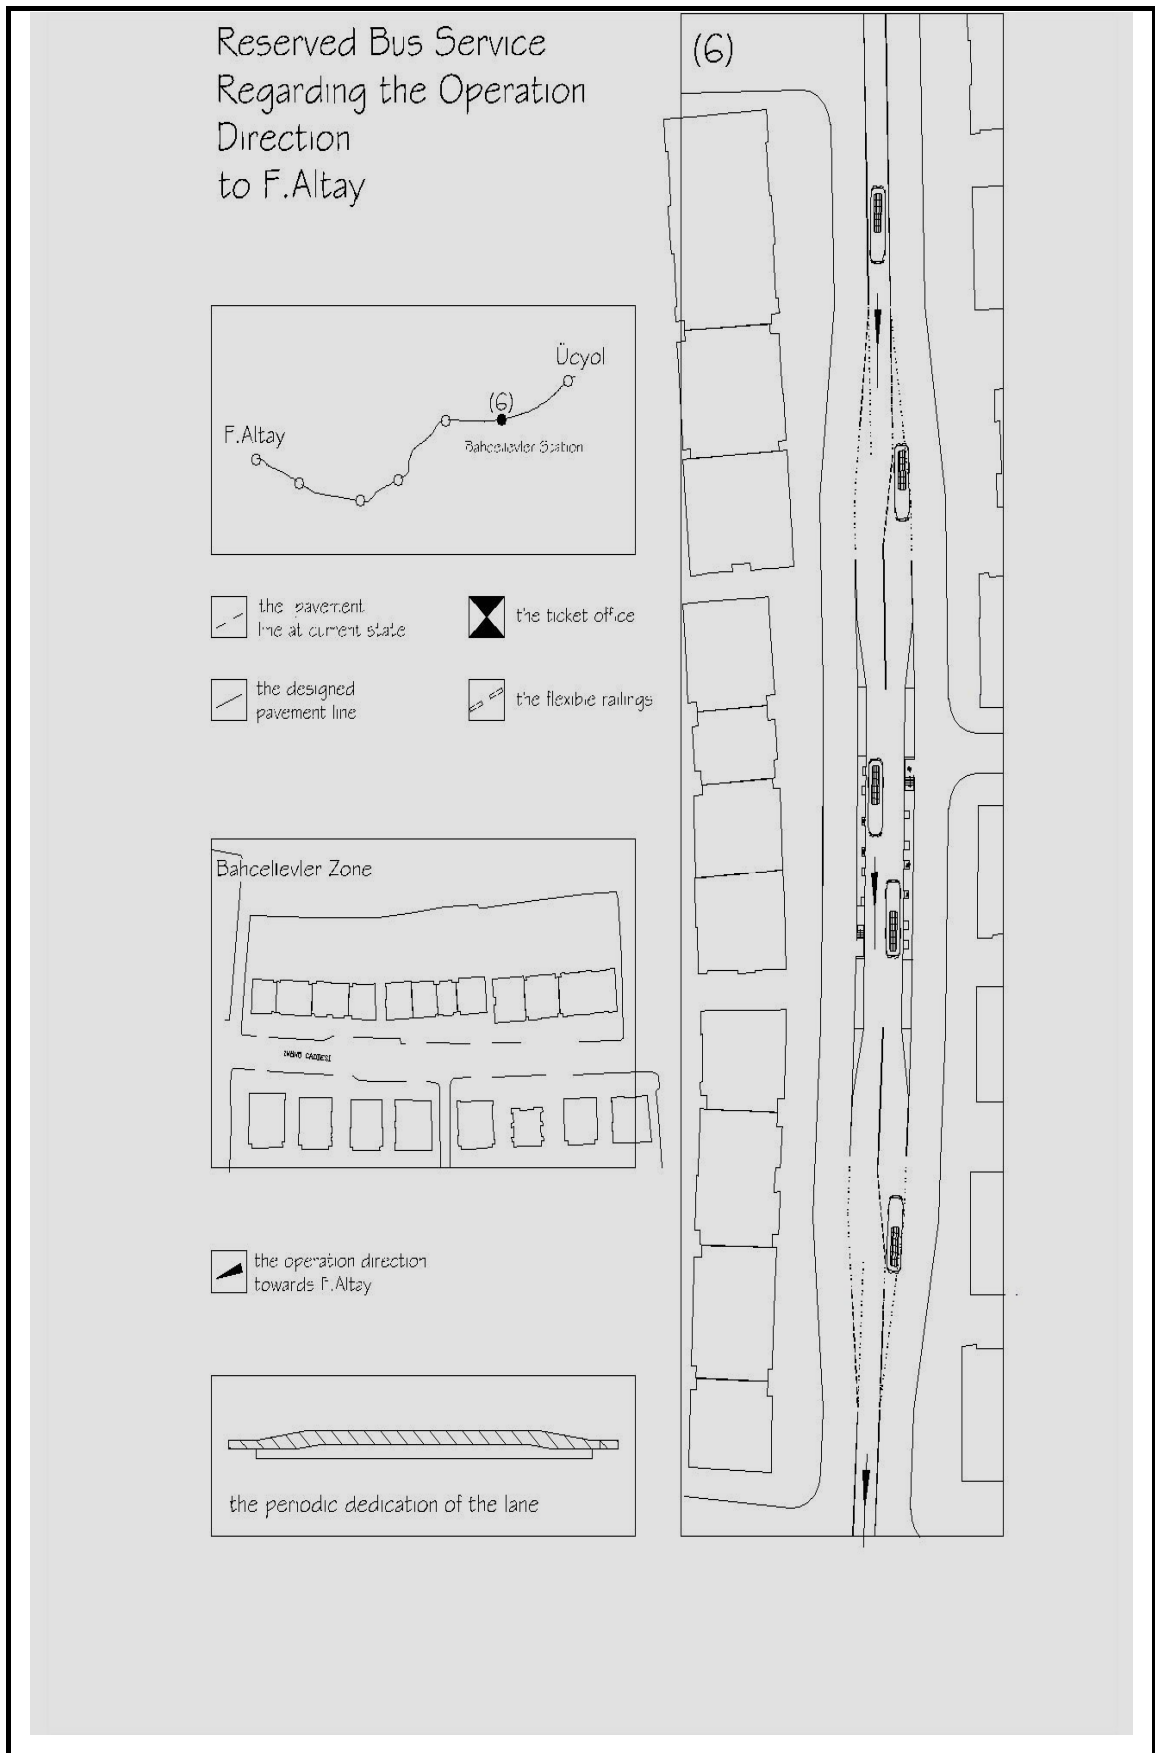 Reserved Bus Service
Regarding the Operation
Direction
to F.Altay
(6)
Ücyol
(6)
F.Altay
Bahcelievler Station
the pavement
line at current state
the ticket office
the designed
pavement line
the flexible railings
Bahcelievler Zone
CADDESI
the operation direction
towards F.Altay
the periodic dedication of the lane